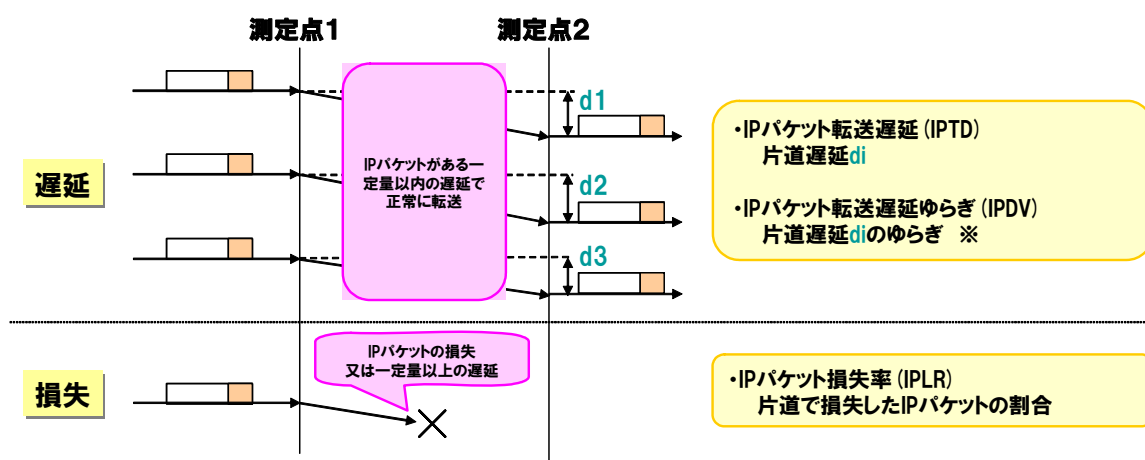 測定点1
測定点2
遅延
IPパケットがある一
定量以内の遅延で
正常に転送
d1
d2
d3
・IPパケット転送遅延(IPTD)
片道遅延di
・IPパケット転送遅延ゆらぎ(IPDV)
片道遅延diのゆらぎ ※
損失
IPパケットの損失
又は一定量以上の遅延
・IPパケット損失率(IPLR)
片道で損失したIPパケットの割合